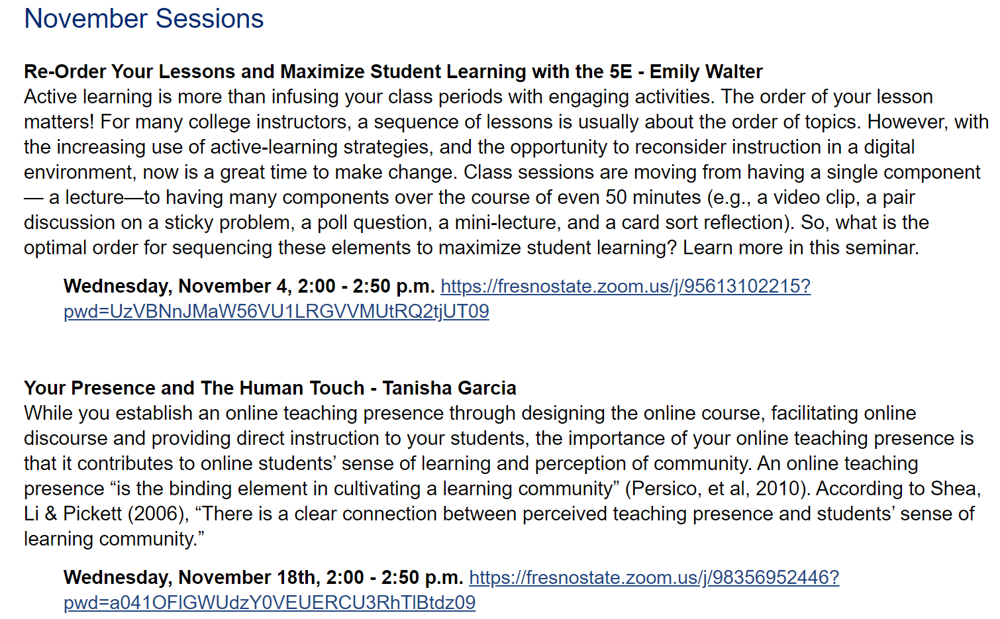 November Sessions
Re-Order Your Lessons and Maximize Student Learning with the 5E - Emily Walter
Active learning is more than infusing your class periods with engaging activities. The order of your lesson
matters! For many college instructors, a sequence of lessons is usually about the order of topics. However, with
the increasing use of active-learning strategies, and the opportunity to reconsider instruction in a digital
environment, now is a great time to make change. Class sessions are moving from having a single component
— a lecture—to having many components over the course of even 50 minutes (e.g., a video clip, a pair
discussion on a sticky problem, a poll question, a mini-lecture, and a card sort reflection). So, what is the
optimal order for sequencing these elements to maximize student learning? Learn more in this seminar.
Wednesday, November 4, 2:00 - 2:50 p.m. https://fresnostate.zoom.us/j/95613102215?
pwd=UzVBNnJMaW56VU1LRGVVMUtRQ2tjUT09
Your Presence and The Human Touch - Tanisha Garcia
While you establish an online teaching presence through designing the online course, facilitating online
discourse and providing direct instruction to your students, the importance of your online teaching presence is
that it contributes to online students’ sense of learning and perception of community. An online teaching
presence “is the binding element in cultivating a learning community” (Persico, et al, 2010). According to Shea,
Li & Pickett (2006), “There is a clear connection between perceived teaching presence and students’ sense of
learning community.”
Wednesday, November 18th, 2:00 - 2:50 p.m. https://fresnostate.zoom.us/j/98356952446?
pwd=a041OFlGWUdzY0VEUERCU3RhTlBtdz09